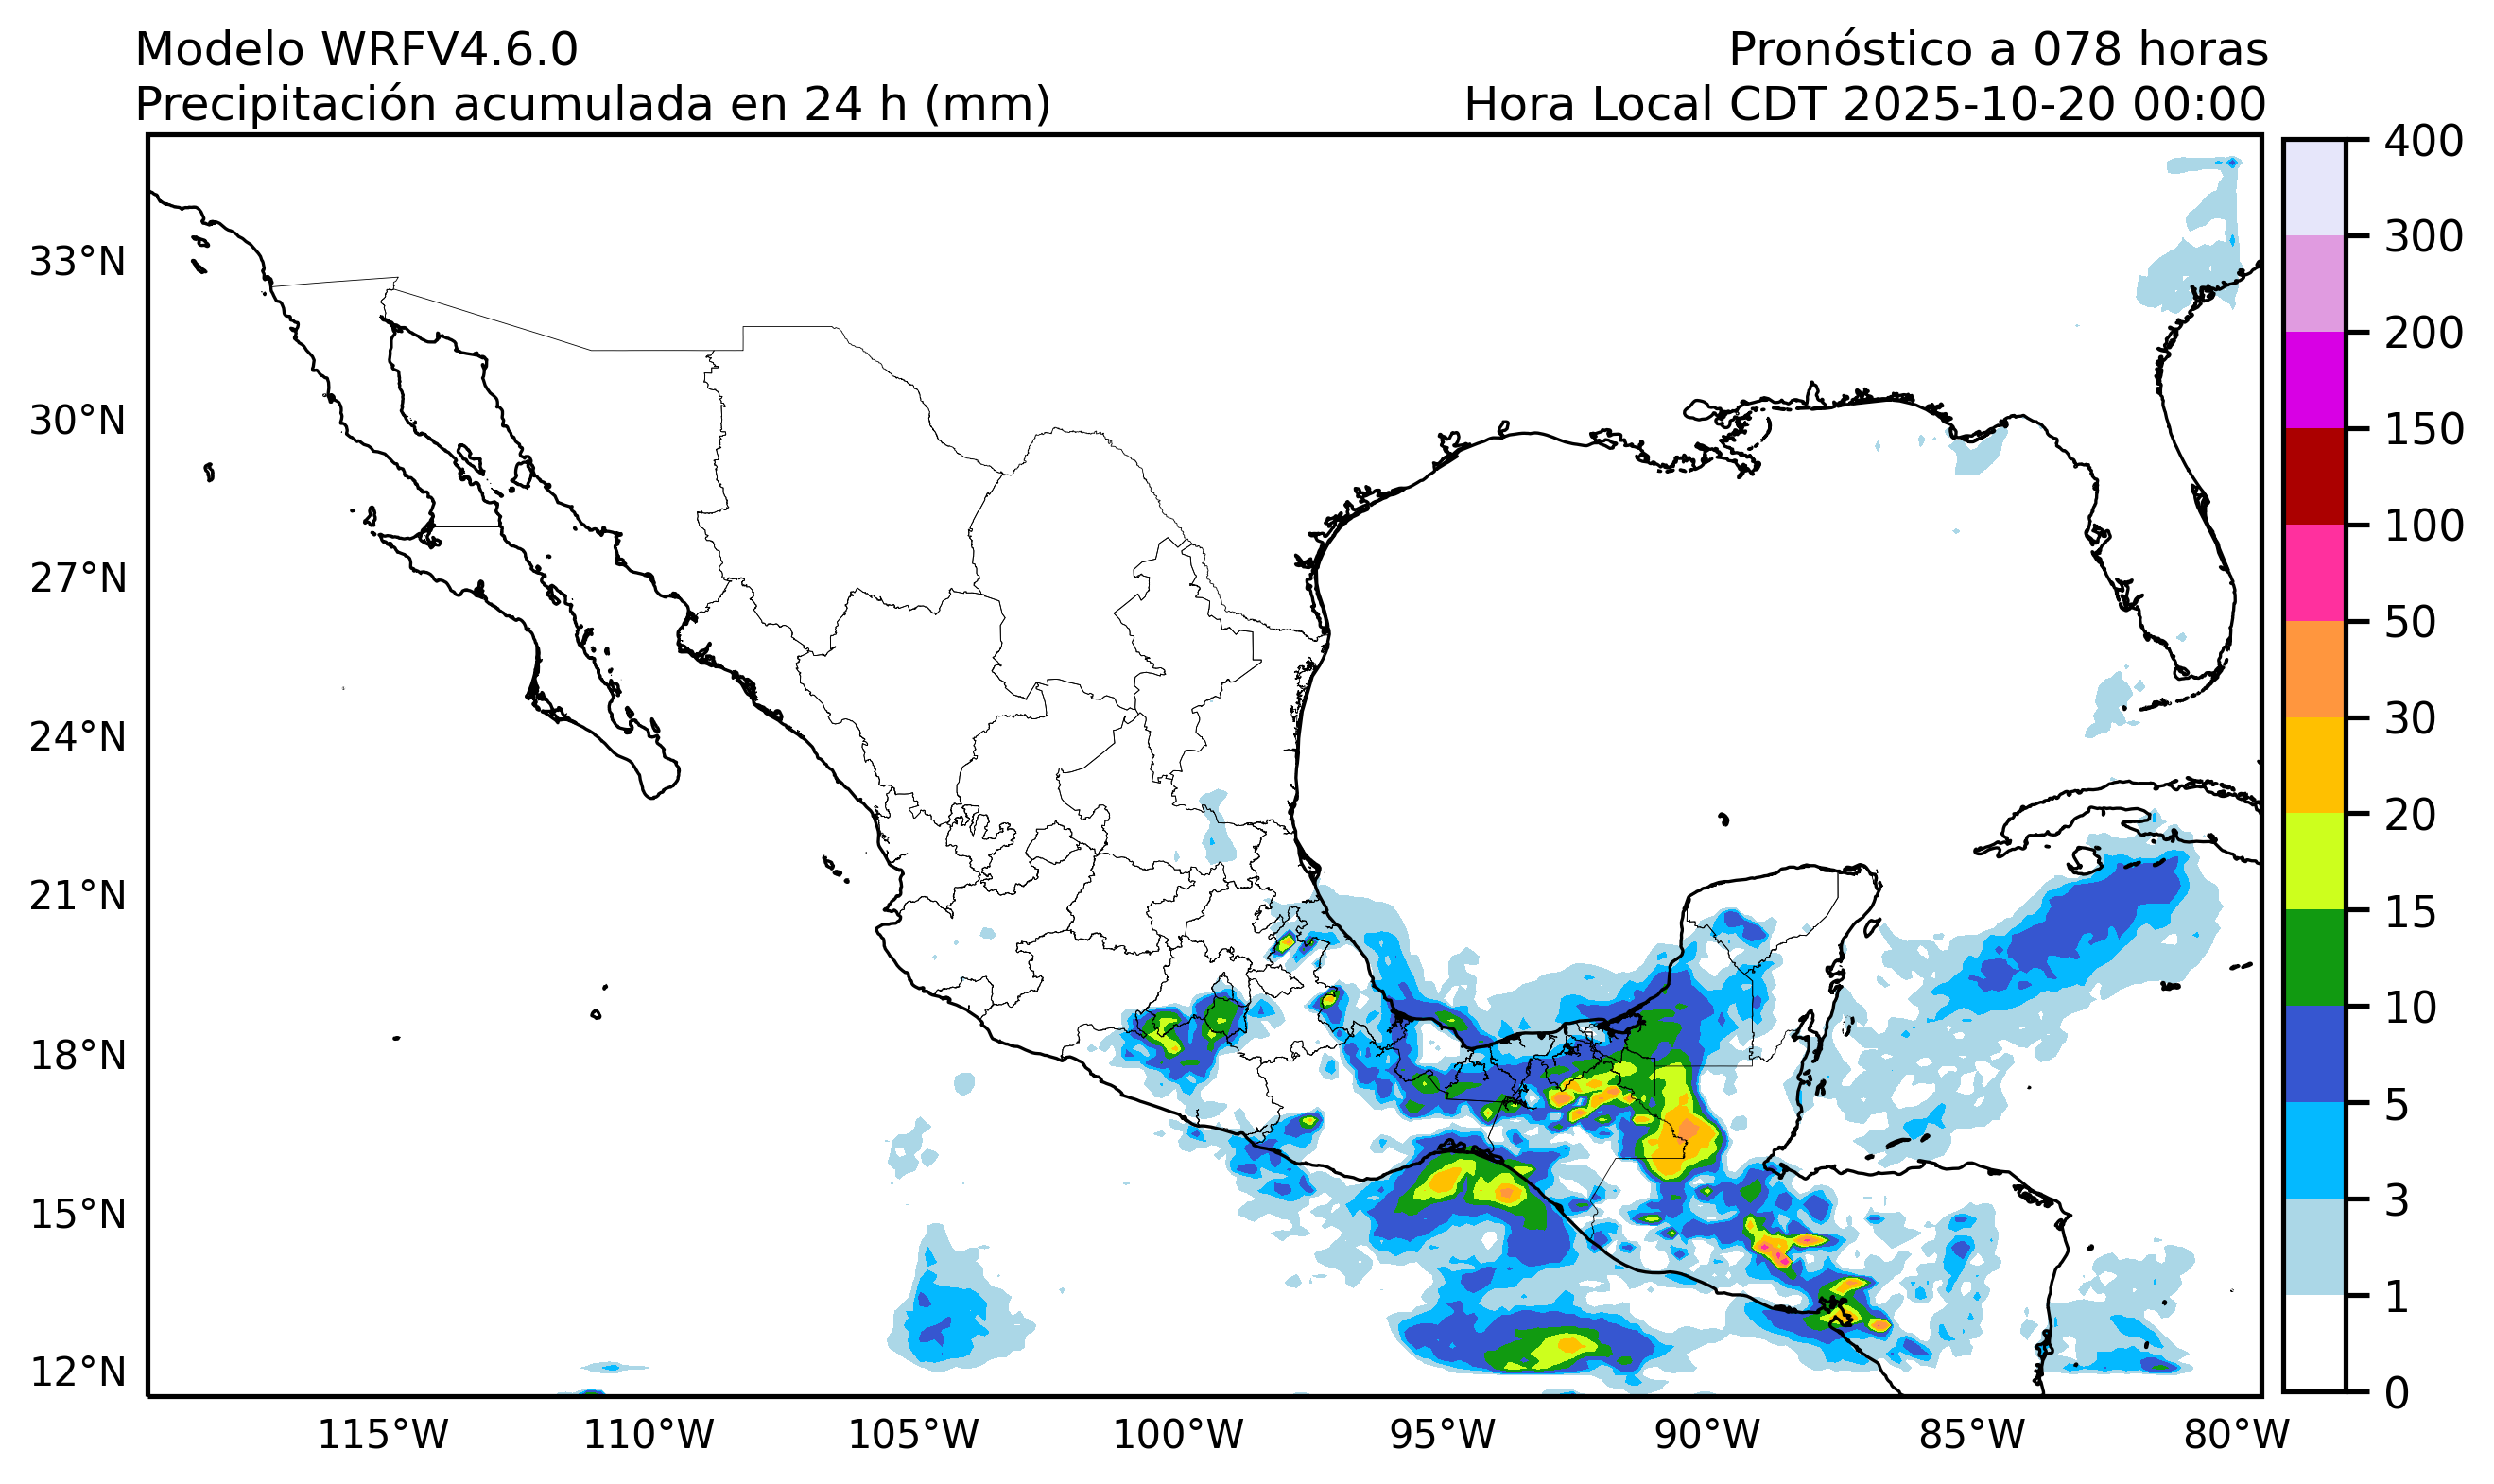 Modelo WRFV4.6.0
Pronóstico a 078 horas
Precipitación acumulada en 24 h (mm)
Hora Local CDT 2025-10-20 00:00
33°N
30°N
27°N
24°N
21°N
18°N
15°N
12°N
115°W
110°W
105°W
100°W
95°W
90°W
85°W
80°W
400
300
200
150
100
50
30
20
15
10
5
3
1
0